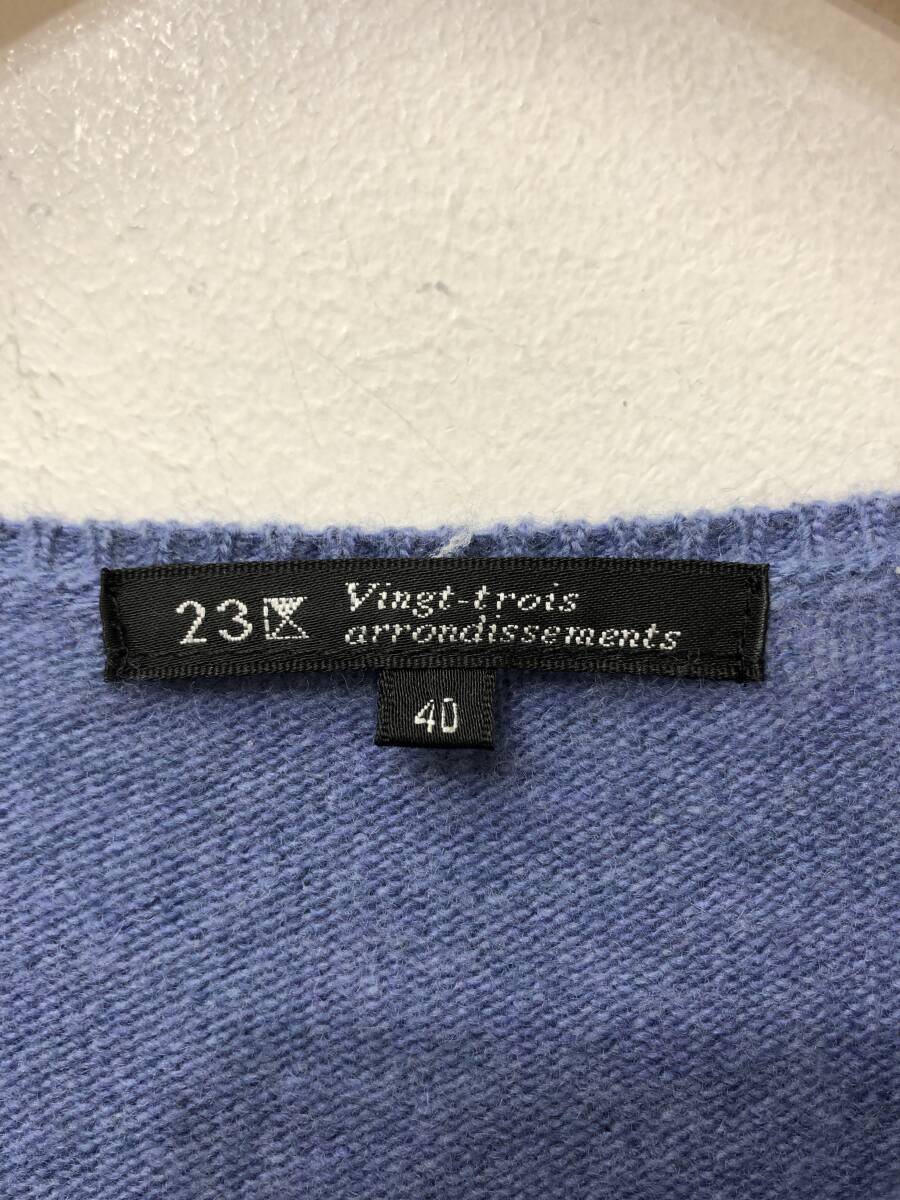 23区 Vingt-trois
arrondissements
40